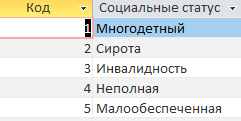 Код Социальные статус
1 Многодетный
2 Сирота
3 Инвалидность
4 Неполная
5 Малообеспеченная